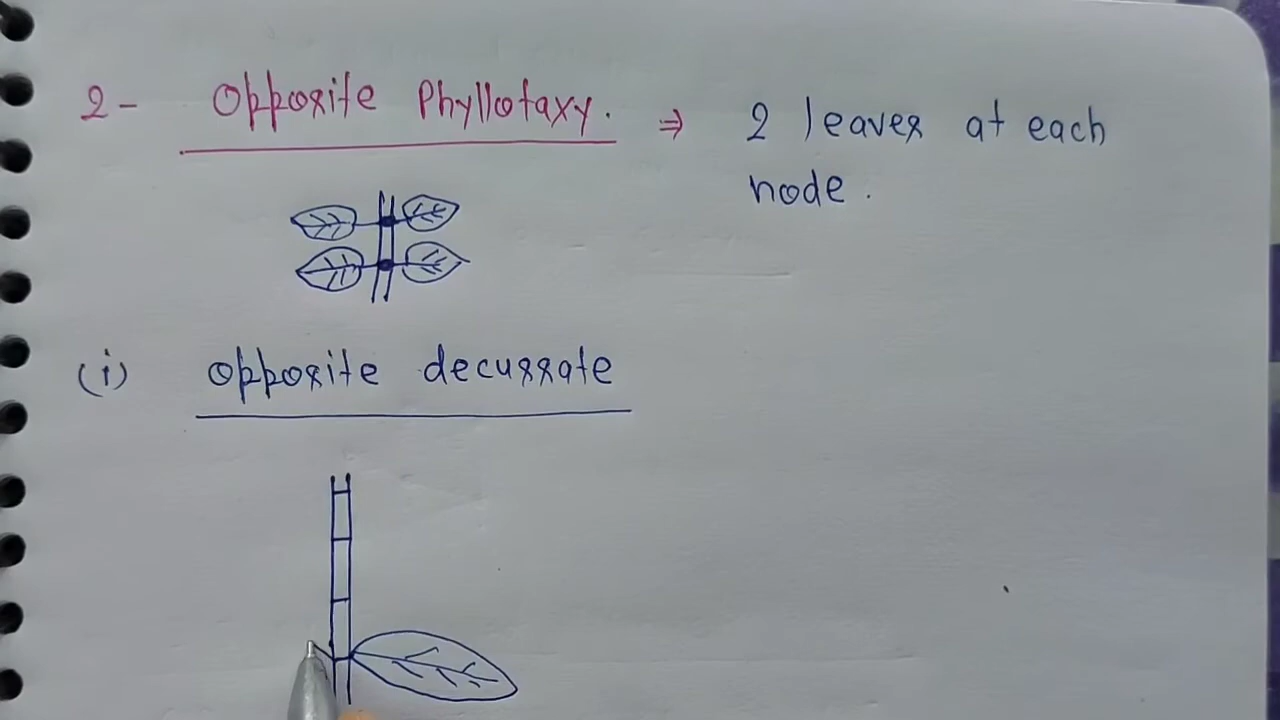 2- Opposite Phyllotaxy. ⇒ 2 leaves at each
node.
(i) opposite decussate